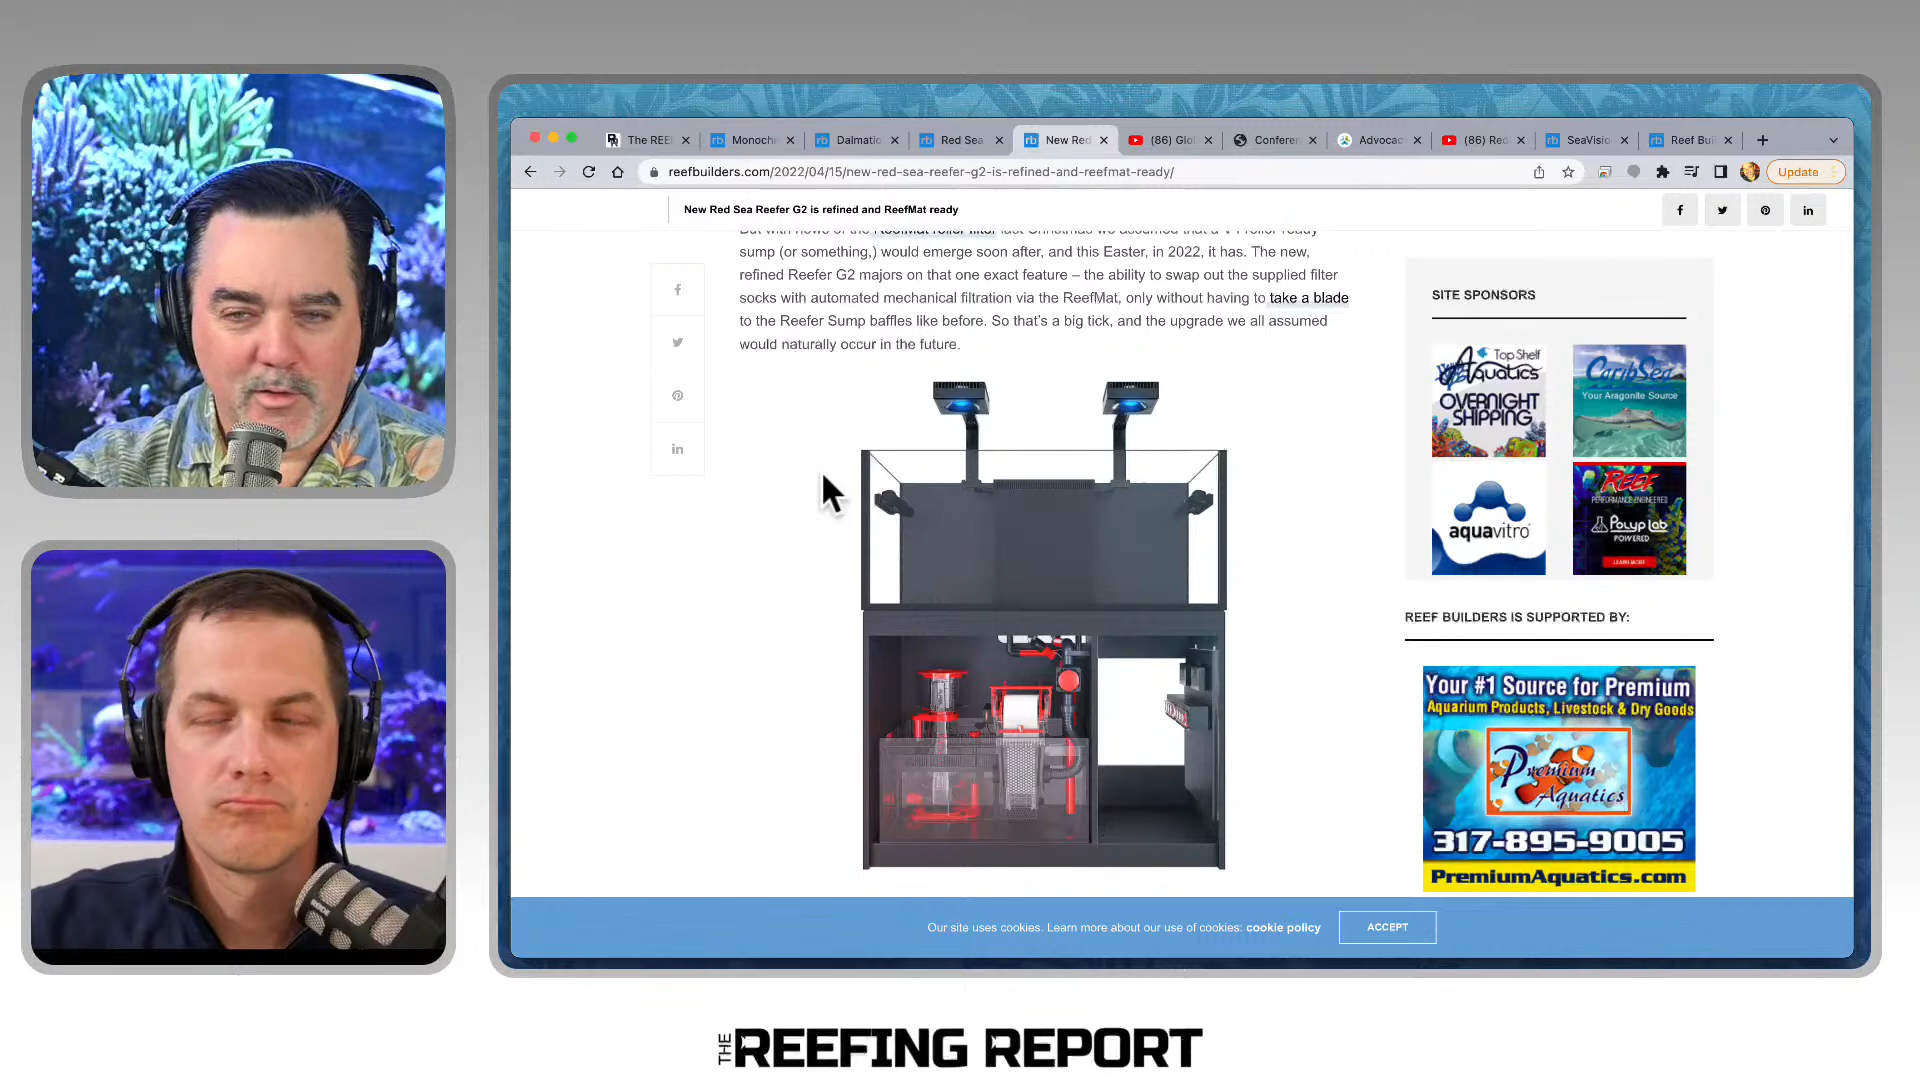 The REE
Monoch
Dalmatic
Red Sea
New Red
(86) Glo
Conferen
Advocac
(86) Red
SeaVisio
Reef Bui
reefbuilders.com/2022/04/15/new-red-sea-reefer-g2-is-refined-and-reefmat-ready/
Update
New Red Sea Reefer G2 is refined and ReefMat ready
sump (or something,) would emerge soon after, and this Easter, in 2022, it has. The new,
refined Reefer G2 majors on that one exact feature – the ability to swap out the supplied filter
socks with automated mechanical filtration via the ReefMat, only without having to take a blade
to the Reefer Sump baffles like before. So that's a big tick, and the upgrade we all assumed
would naturally occur in the future.
SITE SPONSORS
Top Shelf
Aquatics
OVERNIGHT
SHIPPING
CaribSea
Your Aragonite Source
aquavitro
REEF
PERFORMANCE ENGINEERED
Polyp Lab
POWERED
LEARN MORE
REEF BUILDERS IS SUPPORTED BY:
Your #1 Source for Premium
Aquarium Products, Livestock & Dry Goods
Premium
Aquatics
317-895-9005
PremiumAquatics.com
Our site uses cookies. Learn more about our use of cookies: cookie policy
ACCEPT
THE REEFING REPORT